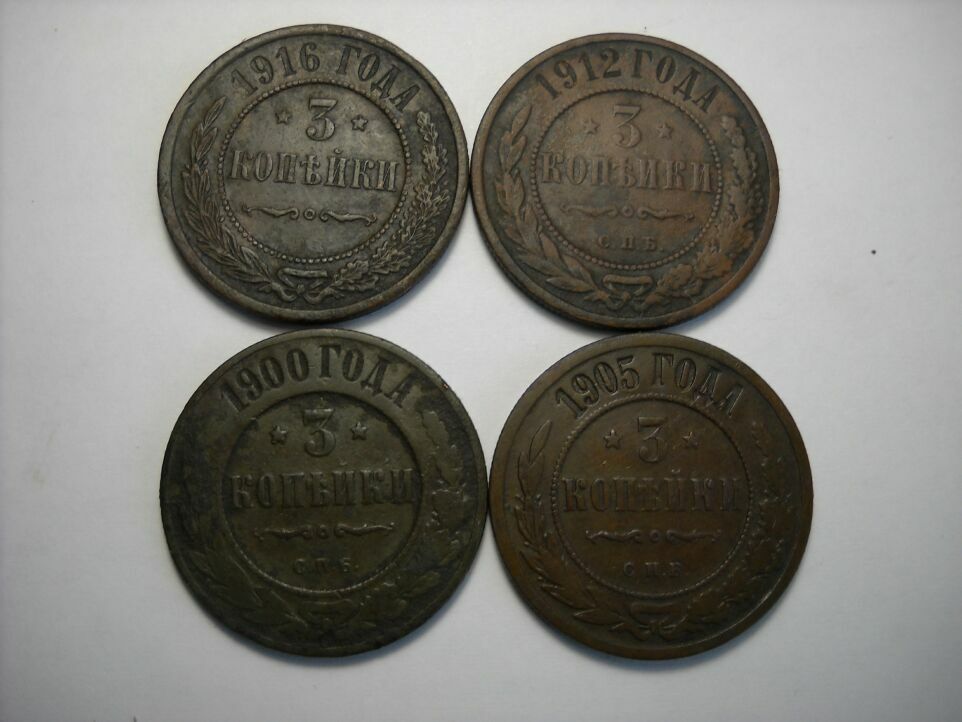 1916 ГОДА
3
КОПѢЙКИ
1912 ГОДА
3
КОПѢЙКИ
С.П.Б.
1900 ГОДА
3
КОПѢЙКИ
С.П.Б.
1905 ГОДА
3
КОПѢЙКИ
С.П.Б.